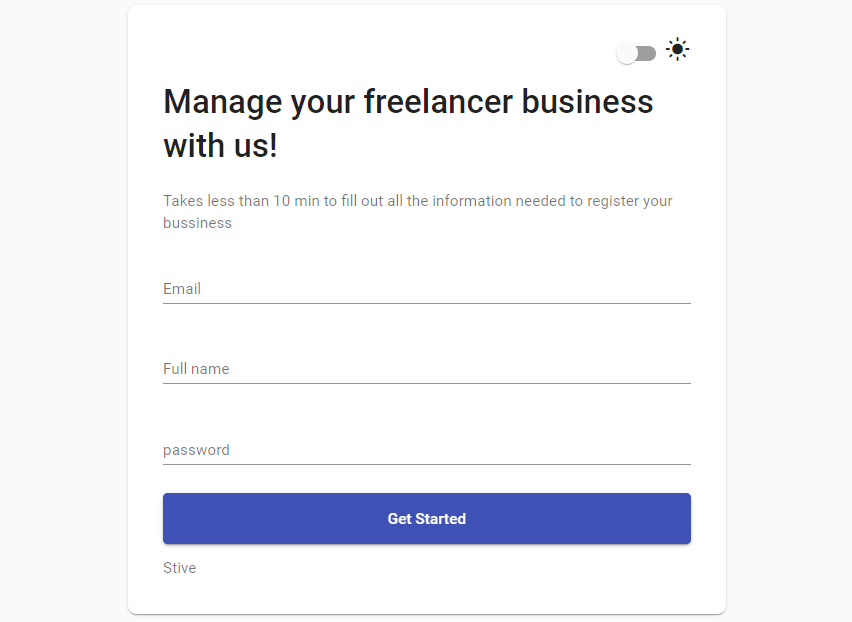 Manage your freelancer business
with us!
Takes less than 10 min to fill out all the information needed to register your
bussiness
Email
Full name
password
Get Started
Stive